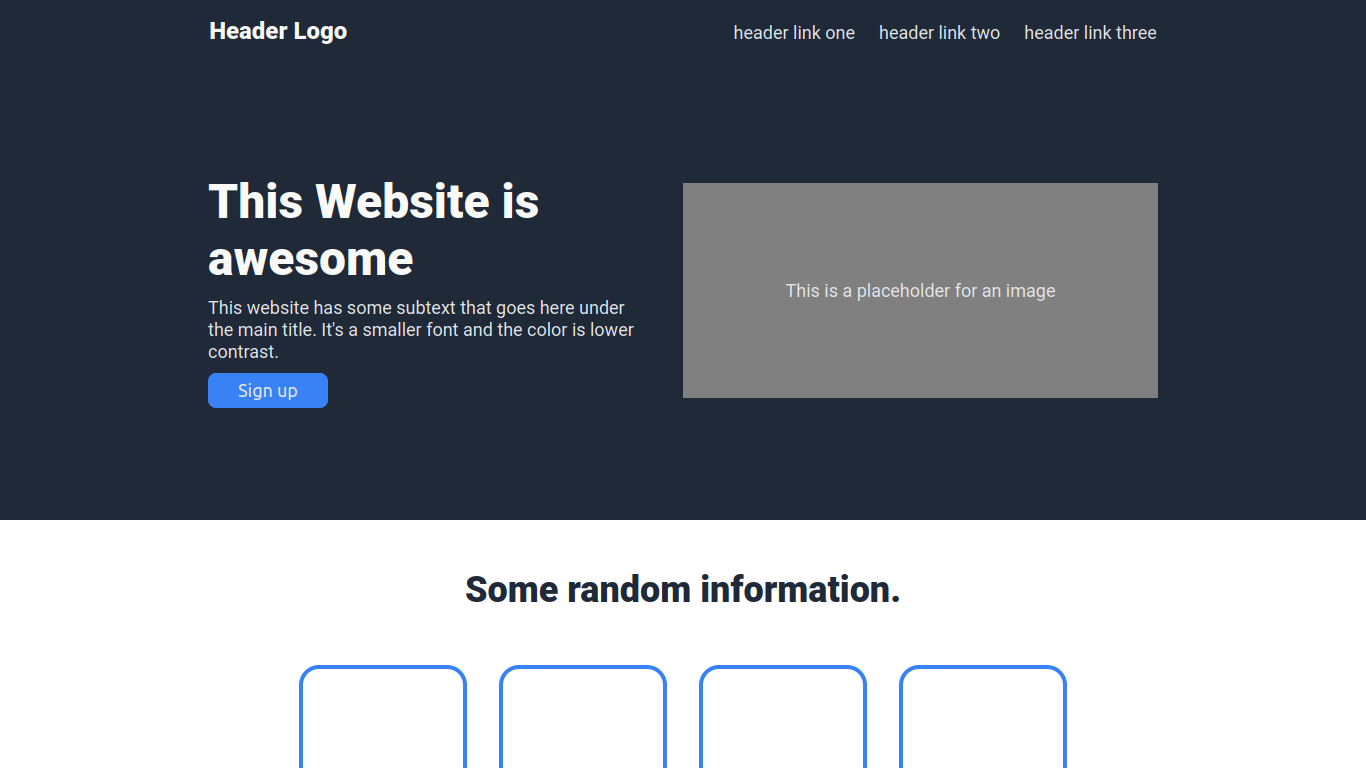 Header Logo
header link one
header link two
header link three
This Website is
awesome
This website has some subtext that goes here under
the main title. It's a smaller font and the color is lower
contrast.
Sign up
This is a placeholder for an image
Some random information.